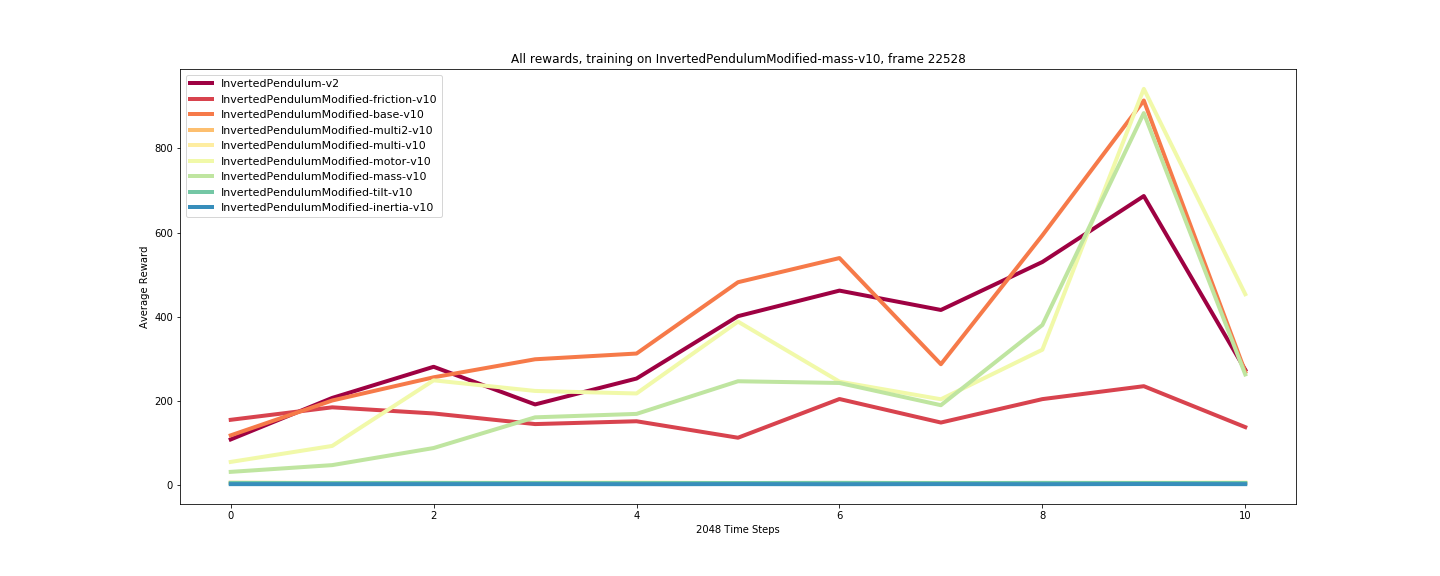 All rewards, training on InvertedPendulumModified-mass-v10, frame 22528
InvertedPendulum-v2
InvertedPendulumModified-friction-v10
InvertedPendulumModified-base-v10
InvertedPendulumModified-multi2-v10
InvertedPendulumModified-multi-v10
InvertedPendulumModified-motor-v10
InvertedPendulumModified-mass-v10
InvertedPendulumModified-tilt-v10
InvertedPendulumModified-inertia-v10
Average Reward
800
600
400
200
0
0 2 4 6 8 10
2048 Time Steps